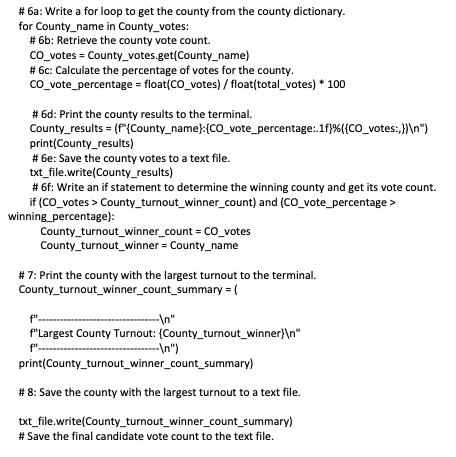 # 6a: Write a for loop to get the county from the county dictionary.
for County_name in County_votes:
# 6b: Retrieve the county vote count.
CO_votes = County_votes.get(County_name)
# 6c: Calculate the percentage of votes for the county.
CO_vote_percentage = float(CO_votes) / float(total_votes) * 100
# 6d: Print the county results to the terminal.
County_results = (f"{County_name}:{CO_vote_percentage:.1f}%({CO_votes:,})\n")
print(County_results)
# 6e: Save the county votes to a text file.
txt_file.write(County_results)
# 6f: Write an if statement to determine the winning county and get its vote count.
if (CO_votes > County_turnout_winner_count) and (CO_vote_percentage >
winning_percentage):
County_turnout_winner_count = CO_votes
County_turnout_winner = County_name
# 7: Print the county with the largest turnout to the terminal.
County_turnout_winner_count_summary = (
f"---------------------------------\n"
f"Largest County Turnout: {County_turnout_winner}\n"
f"---------------------------------\n")
print(County_turnout_winner_count_summary)
# 8: Save the county with the largest turnout to a text file.
txt_file.write(County_turnout_winner_count_summary)
# Save the final candidate vote count to the text file.